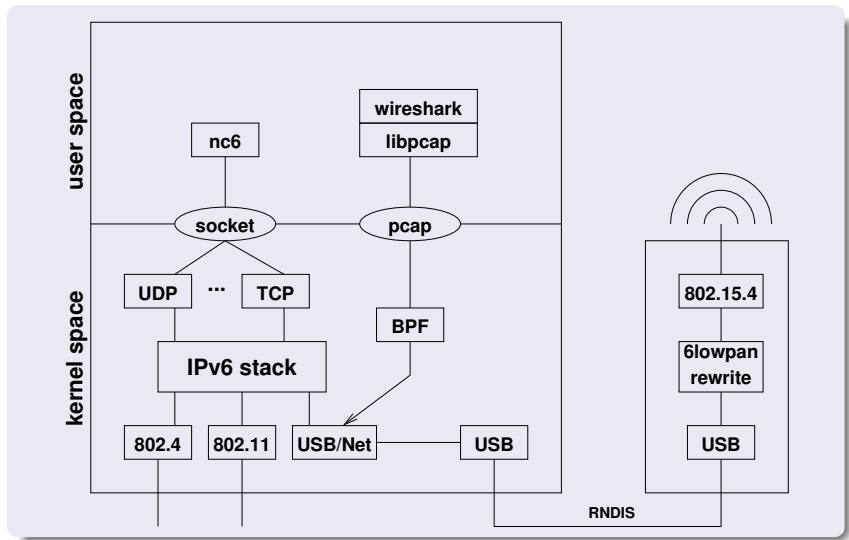 user space
wireshark
nc6
libpcap
socket
pcap
kernel space
UDP
...
TCP
BPF
IPv6 stack
802.4
802.11
USB/Net
USB
802.15.4
6lowpan
rewrite
USB
RNDIS